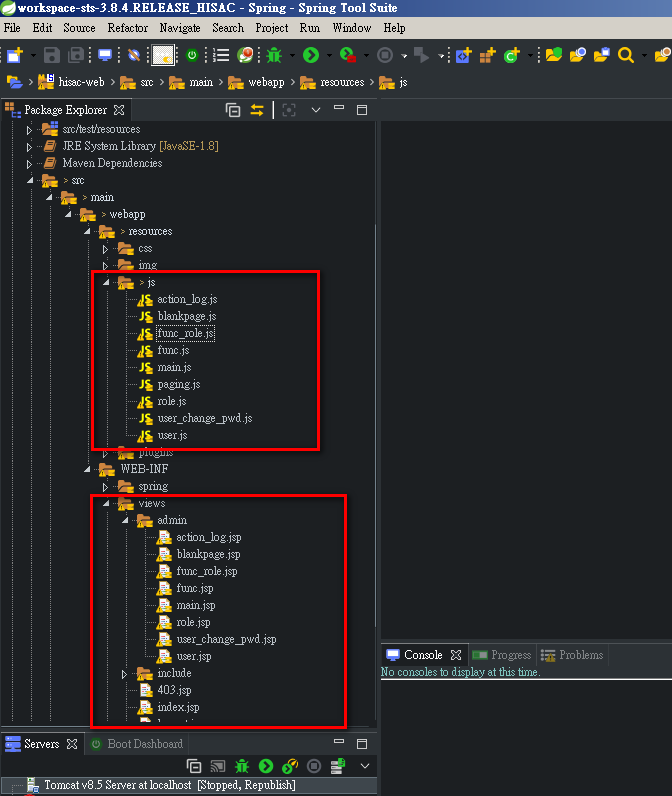 workspace-sts-3.8.4.RELEASE_HISAC - Spring - Spring Tool Suite
File Edit Source Refactor Navigate Search Project Run Window Help
hisac-web src main webapp resources js
Package Explorer
src/test/resources
JRE System Library [JavaSE-1.8]
Maven Dependencies
> src
> main
> webapp
> resources
css
img
> js
action_log.js
blankpage.js
func_role.js
func.js
main.js
paging.js
role.js
user_change_pwd.js
user.js
plugins
WEB-INF
spring
views
admin
action_log.jsp
blankpage.jsp
func_role.jsp
func.jsp
main.jsp
role.jsp
user_change_pwd.jsp
user.jsp
include
403.jsp
index.jsp
Console Progress Problems
No consoles to display at this time.
Servers Boot Dashboard
Tomcat v8.5 Server at localhost [Stopped, Republish]